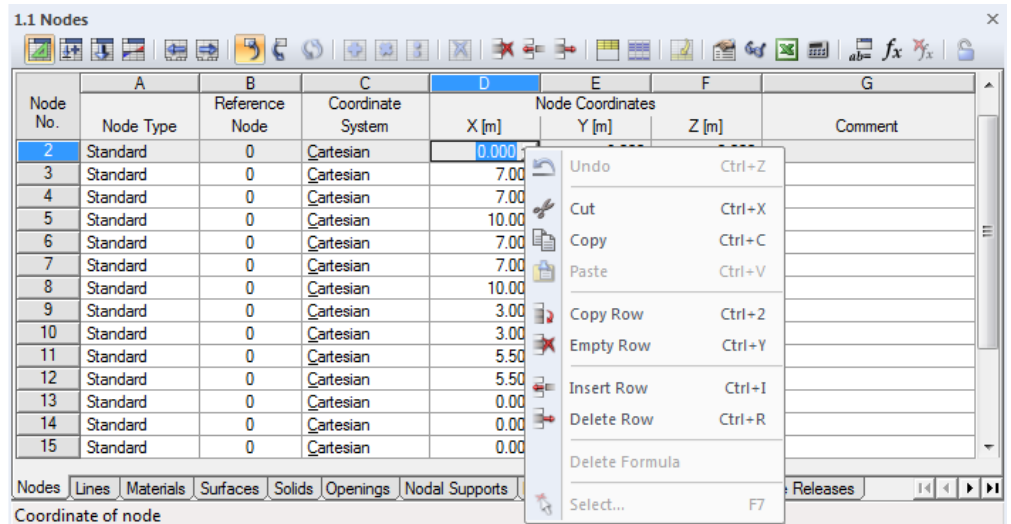 1.1 Nodes
A B C D E F G
Node No. Node Type Reference Node Coordinate System Node Coordinates X [m] Y [m] Z [m] Comment
2 Standard 0 Cartesian 0.000
3 Standard 0 Cartesian 7.00
4 Standard 0 Cartesian 7.00
5 Standard 0 Cartesian 10.00
6 Standard 0 Cartesian 7.00
7 Standard 0 Cartesian 7.00
8 Standard 0 Cartesian 10.00
9 Standard 0 Cartesian 3.00
10 Standard 0 Cartesian 3.00
11 Standard 0 Cartesian 5.50
12 Standard 0 Cartesian 5.50
13 Standard 0 Cartesian 0.00
14 Standard 0 Cartesian 0.00
15 Standard 0 Cartesian 0.00
Undo Ctrl+Z
Cut Ctrl+X
Copy Ctrl+C
Paste Ctrl+V
Copy Row Ctrl+2
Empty Row Ctrl+Y
Insert Row Ctrl+I
Delete Row Ctrl+R
Delete Formula
Select... F7
Nodes Lines Materials Surfaces Solids Openings Nodal Supports Releases
Coordinate of node